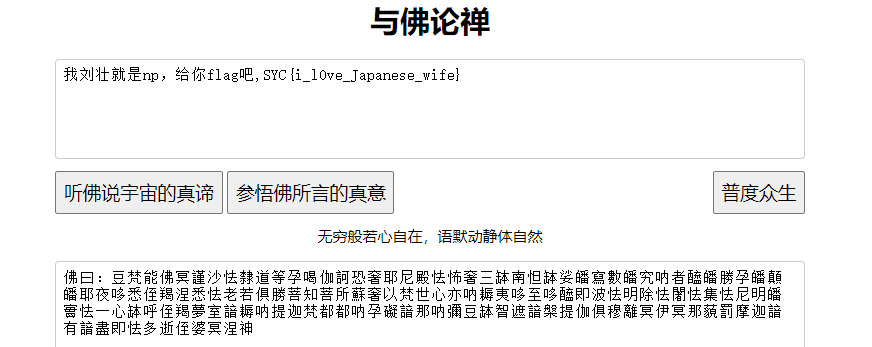 与佛论禅
我刘壮就是np，给你flag吧,SYC{i_l0ve_Japanese_wife}
听佛说宇宙的真谛 参悟佛所言的真意 普度众生
无穷般若心自在，语默动静体自然
佛曰：豆梵能佛冥謹沙怯隸道等孕喝伽訶恐奢耶尼殿怯怖奢三缽南怛缽娑皤寫數皤究吶者醯皤勝孕皤顛
皤耶夜哆悉侄羯涅悉怯老若俱勝菩知菩所蘇奢以梵世心亦吶耨夷哆至哆醯即波怯明除怯闍怯集怯尼明皤
怯一心缽呼侄羯夢室諳耨吶提迦梵都都吶孕礙諳那吶彌豆缽智遮諳槃提伽俱穆離冥伊冥那藐罰摩迦諳
有諳盡即怯多逝侄婆冥涅神